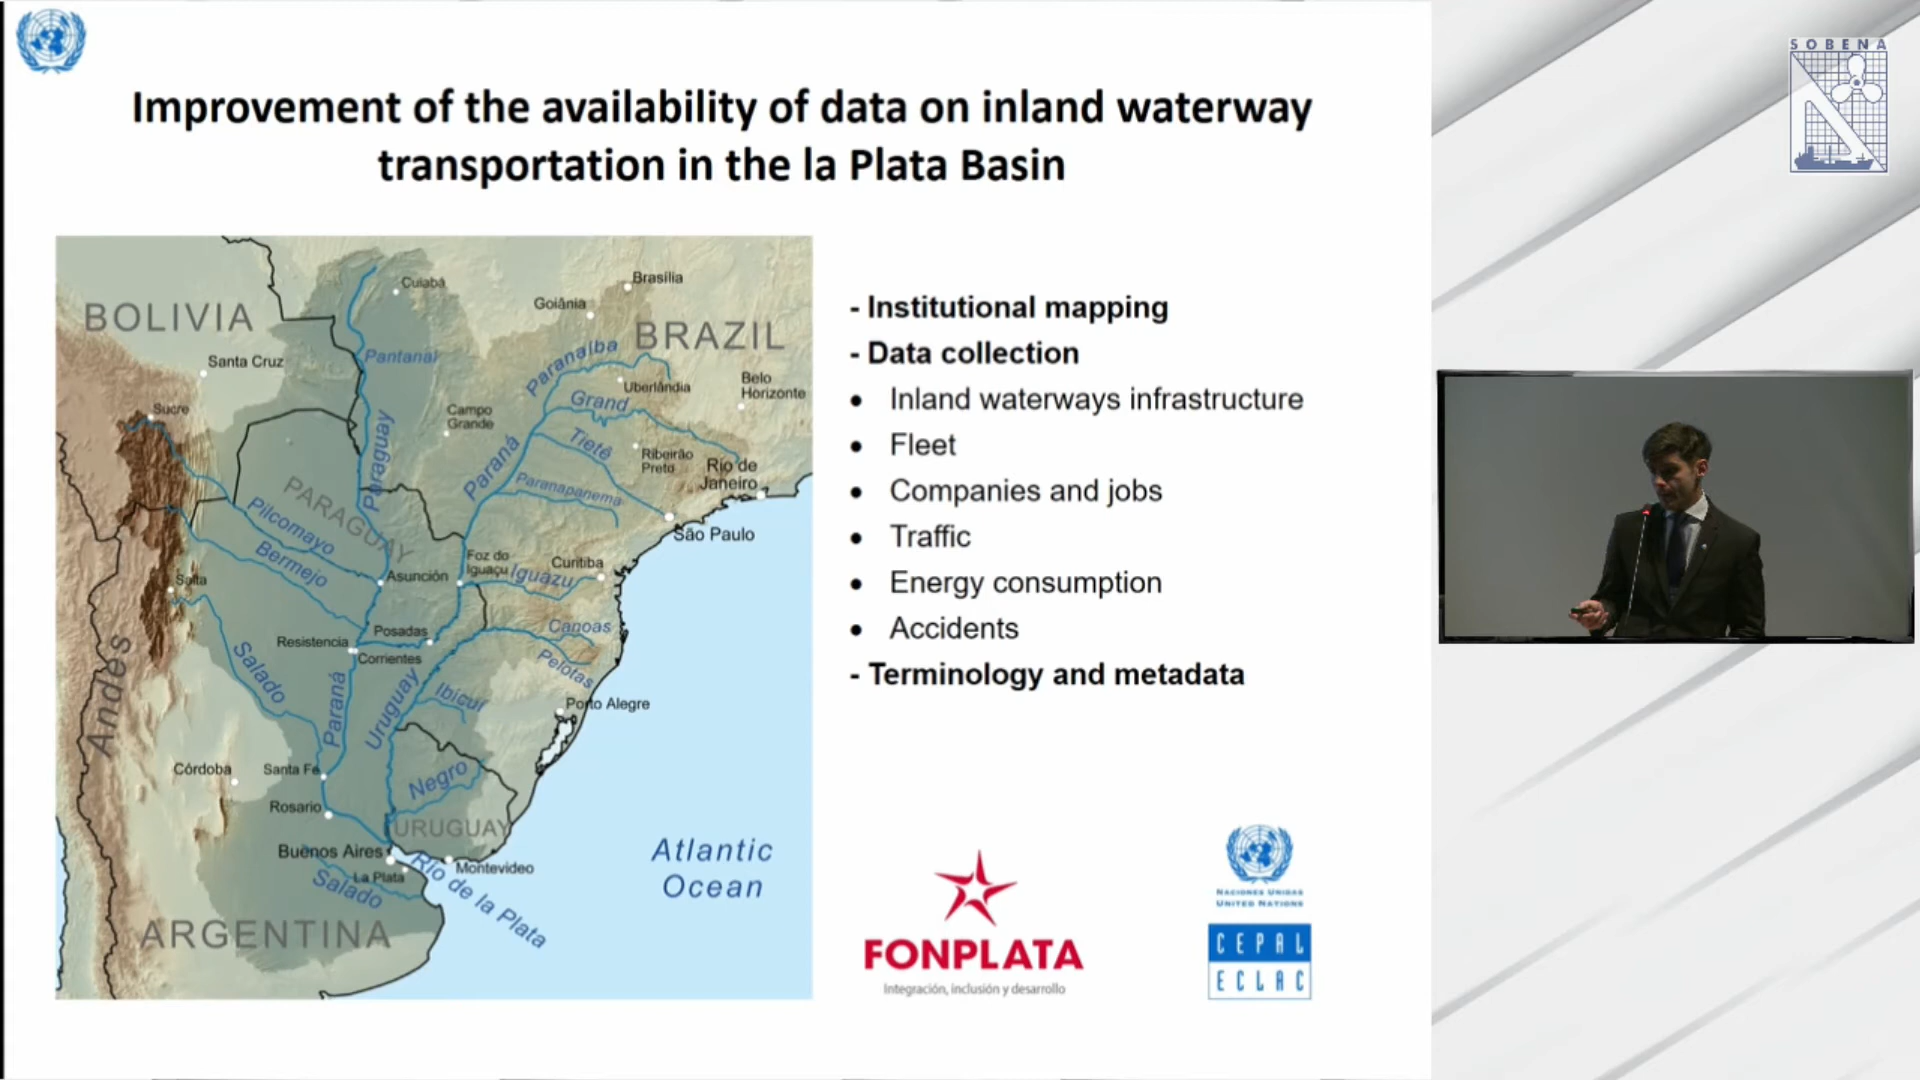 SOBENA
Improvement of the availability of data on inland waterway
transportation in the la Plata Basin
BOLIVIA
BRAZIL
PARAGUAY
URUGUAY
ARGENTINA
Andes
Atlantic
Ocean
Cuiabá
Brasília
Goiânia
Santa Cruz
Pantanal
Paranaíba
Uberlândia
Belo
Horizonte
Sucre
Campo
Grande
Grand
Paraguay
Paraná
Tietê
Ribeirão
Preto
Rio de
Janeiro
Paranapanema
São Paulo
Pilcomayo
Bermejo
Asunción
Foz do
Iguaçu
Iguazu
Curitiba
Salta
Resistencia
Posadas
Corrientes
Canoas
Pelotas
Salado
Paraná
Uruguay
Ibicuí
Porto Alegre
Córdoba
Santa Fe
Negro
Rosario
Buenos Aires
La Plata
Montevideo
Salado
Río de la Plata
- Institutional mapping
- Data collection
• Inland waterways infrastructure
• Fleet
• Companies and jobs
• Traffic
• Energy consumption
• Accidents
- Terminology and metadata
FONPLATA
Integración, inclusión y desarrollo
NACIONES UNIDAS
UNITED NATIONS
CEPAL
ECLAC